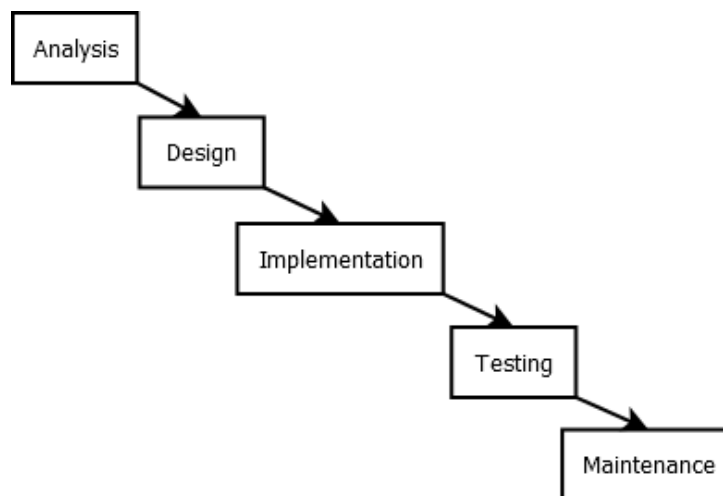 Analysis
Design
Implementation
Testing
Maintenance